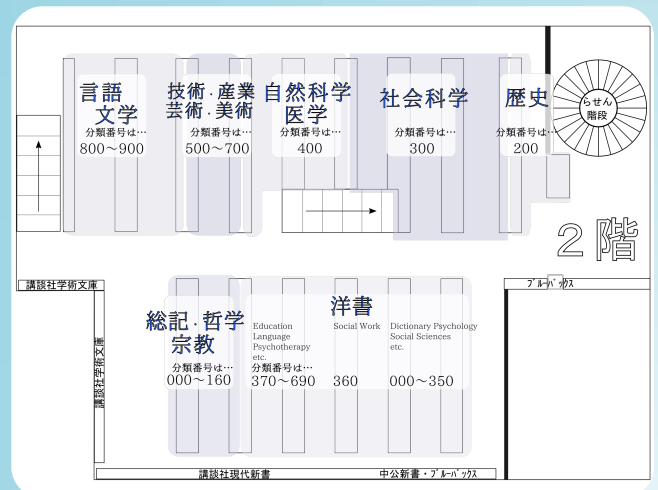 言語
文学
分類番号は…
800～900
技術・産業
芸術・美術
分類番号は…
500～700
自然科学
医学
分類番号は…
400
社会科学
分類番号は…
300
歴史
分類番号は…
200
らせん
階段
2階
講談社学術文庫
ブルーバックス
講談社学術文庫
総記・哲学
宗教
分類番号は…
000～160
洋書
Education
Language
Psychotherapy
etc.
分類番号は…
370～690
Social Work
360
Dictionary Psychology
Social Sciences
etc.
000～350
講談社現代新書
中公新書・ブルーバックス